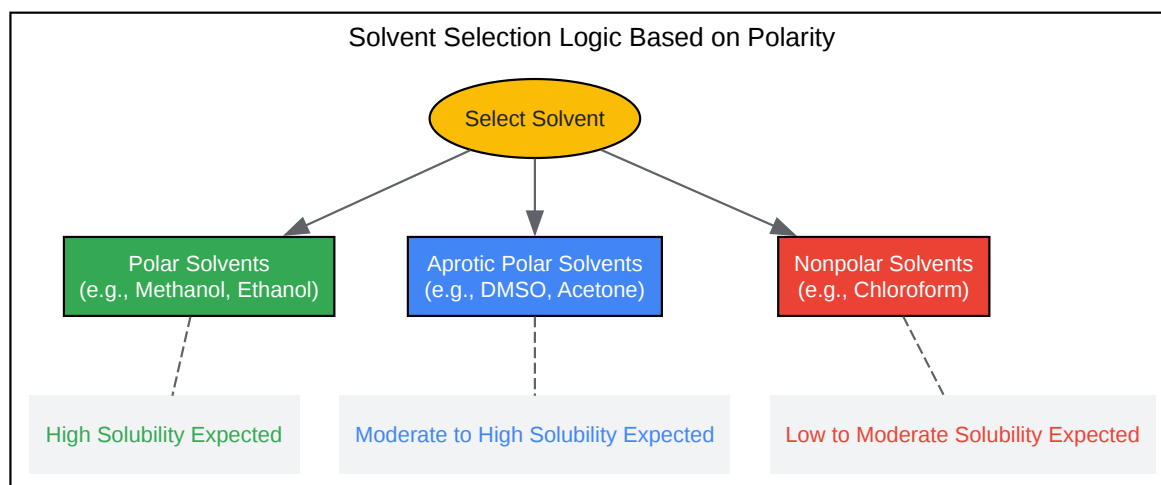 Solvent Selection Logic Based on Polarity
Select Solvent
Polar Solvents
(e.g., Methanol, Ethanol)
Aprotic Polar Solvents
(e.g., DMSO, Acetone)
Nonpolar Solvents
(e.g., Chloroform)
High Solubility Expected
Moderate to High Solubility Expected
Low to Moderate Solubility Expected